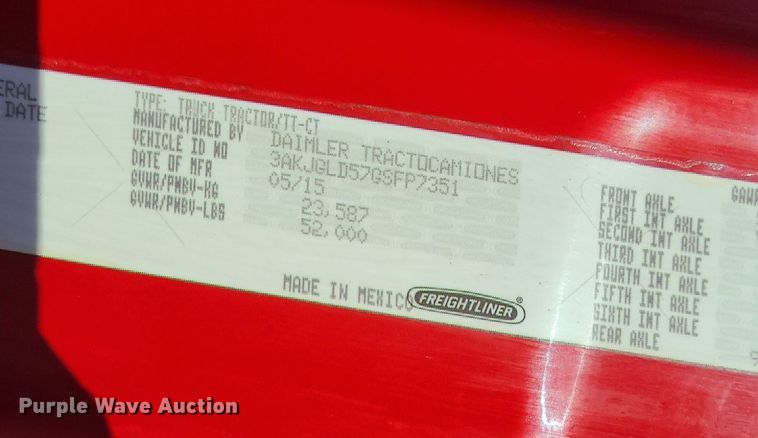 ERAL
DATE
TYPE: TRUCK TRACTOR/TT-CT
MANUFACTURED BY DAIMLER TRACTOCAMIONES
VEHICLE ID NO 3AKJGLD57GSFP7351
DATE OF MFR 05/15
GVWR/PNBV-KG 23,587
GVWR/PNBV-LBS 52,000
MADE IN MEXICO FREIGHTLINER®
GAWR
FRONT AXLE
FIRST INT AXLE
SECOND INT AXLE
THIRD INT AXLE
FOURTH INT AXLE
FIFTH INT AXLE
SIXTH INT AXLE
REAR AXLE
Purple Wave Auction